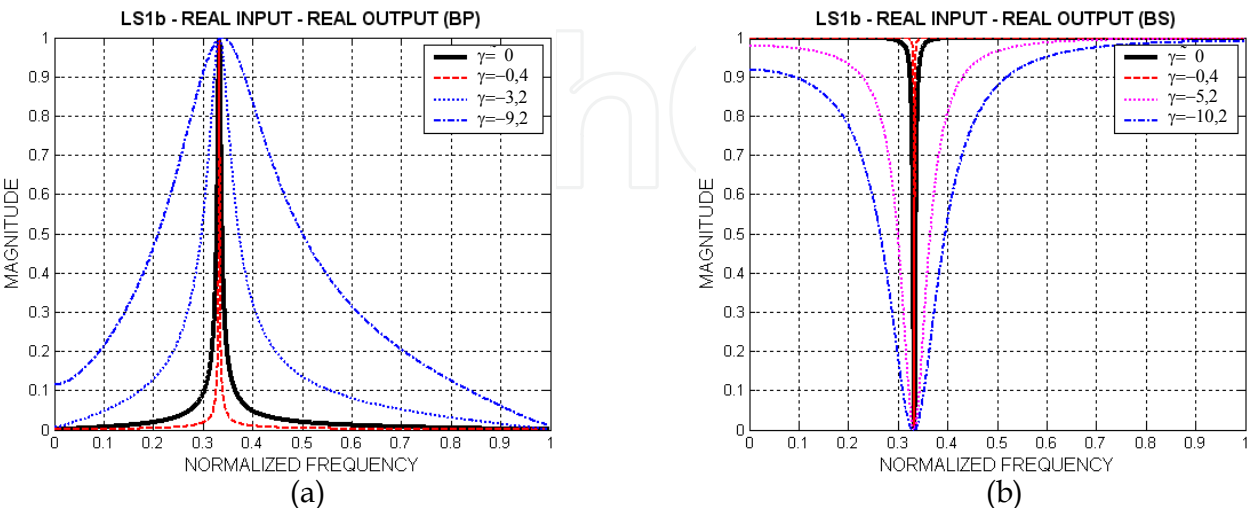 LS1b - REAL INPUT - REAL OUTPUT (BP)
MAGNITUDE
1
0.9
0.8
0.7
0.6
0.5
0.4
0.3
0.2
0.1
0
γ=̃ 0
γ=−0,4
γ=−3,2
γ=−9,2
0 0.1 0.2 0.3 0.4 0.5 0.6 0.7 0.8 0.9 1
NORMALIZED FREQUENCY
(a)
LS1b - REAL INPUT - REAL OUTPUT (BS)
MAGNITUDE
1
0.9
0.8
0.7
0.6
0.5
0.4
0.3
0.2
0.1
0
γ=̃ 0
γ=−0,4
γ=−5,2
γ=−10,2
0 0.1 0.2 0.3 0.4 0.5 0.6 0.7 0.8 0.9 1
NORMALIZED FREQUENCY
(b)